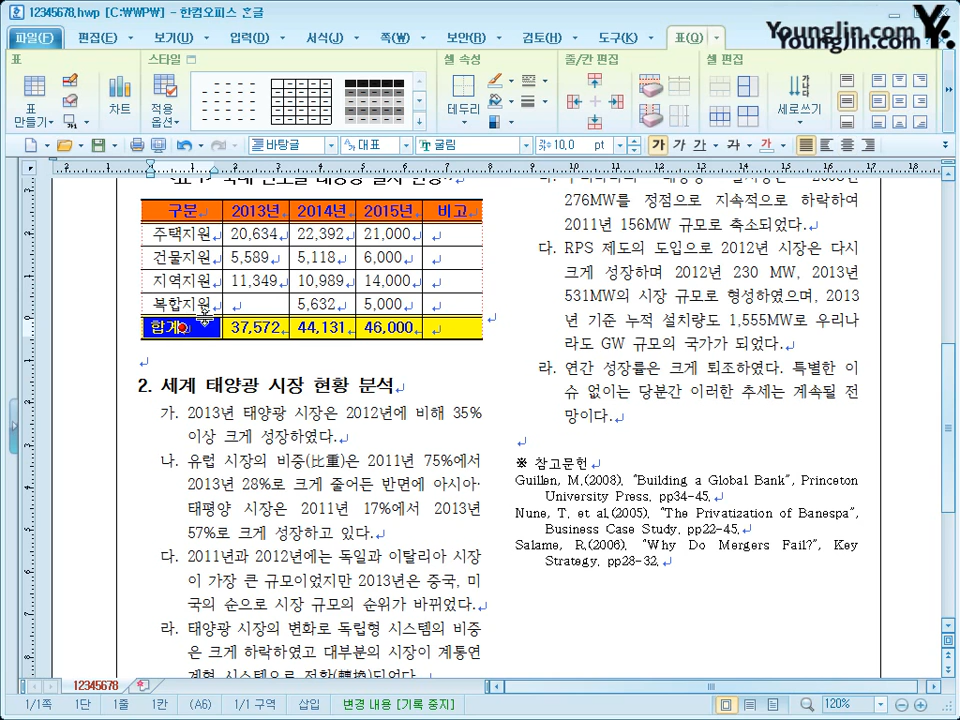 12345678.hwp [C:₩WP₩] - 한컴오피스 흔글
YoungJin.com
YoungJin.com
파일(F) 편집(E) 보기(U) 입력(D) 서식(J) 쪽(W) 보안(R) 검토(H) 도구(K) 표(Q)
표 스타일 셀 속성 줄/칸 편집 셀 편집
표 만들기 차트 적용 옵션 테두리 세로쓰기
바탕글 대표 굴림 10.0 pt 가 가 가 가 가
구분 2013년 2014년 2015년 비고
주택지원 20,634 22,392 21,000
건물지원 5,589 5,118 6,000
지역지원 11,349 10,989 14,000
복합지원 5,632 5,000
합계 37,572 44,131 46,000
2. 세계 태양광 시장 현황 분석
가. 2013년 태양광 시장은 2012년에 비해 35%
이상 크게 성장하였다.
나. 유럽 시장의 비중(比重)은 2011년 75%에서
2013년 28%로 크게 줄어든 반면에 아시아·
태평양 시장은 2011년 17%에서 2013년
57%로 크게 성장하고 있다.
다. 2011년과 2012년에는 독일과 이탈리아 시장
이 가장 큰 규모이었지만 2013년은 중국, 미
국의 순으로 시장 규모의 순위가 바뀌었다.
라. 태양광 시장의 변화로 독립형 시스템의 비중
은 크게 하락하였고 대부분의 시장이 계통연
계형 시스템으로 전환(轉換)되었다.
276MW를 정점으로 지속적으로 하락하여
2011년 156MW 규모로 축소되었다.
다. RPS 제도의 도입으로 2012년 시장은 다시
크게 성장하며 2012년 230 MW, 2013년
531MW의 시장 규모로 형성하였으며, 2013
년 기준 누적 설치량도 1,555MW로 우리나
라도 GW 규모의 국가가 되었다.
라. 연간 성장률은 크게 퇴조하였다. 특별한 이
슈 없이는 당분간 이러한 추세는 계속될 전
망이다.
※ 참고문헌
Guillen, M.(2008). "Building a Global Bank", Princeton
University Press. pp34-45.
Nune, T. et al.(2005). "The Privatization of Banespa",
Business Case Study, pp22-45.
Salame, R.(2006). "Why Do Mergers Fail?", Key
Strategy. pp28-32.
12345678
1/1쪽 1단 1줄 1칸 (A6) 1/1 구역 삽입 변경 내용 [기록 중지] 120%